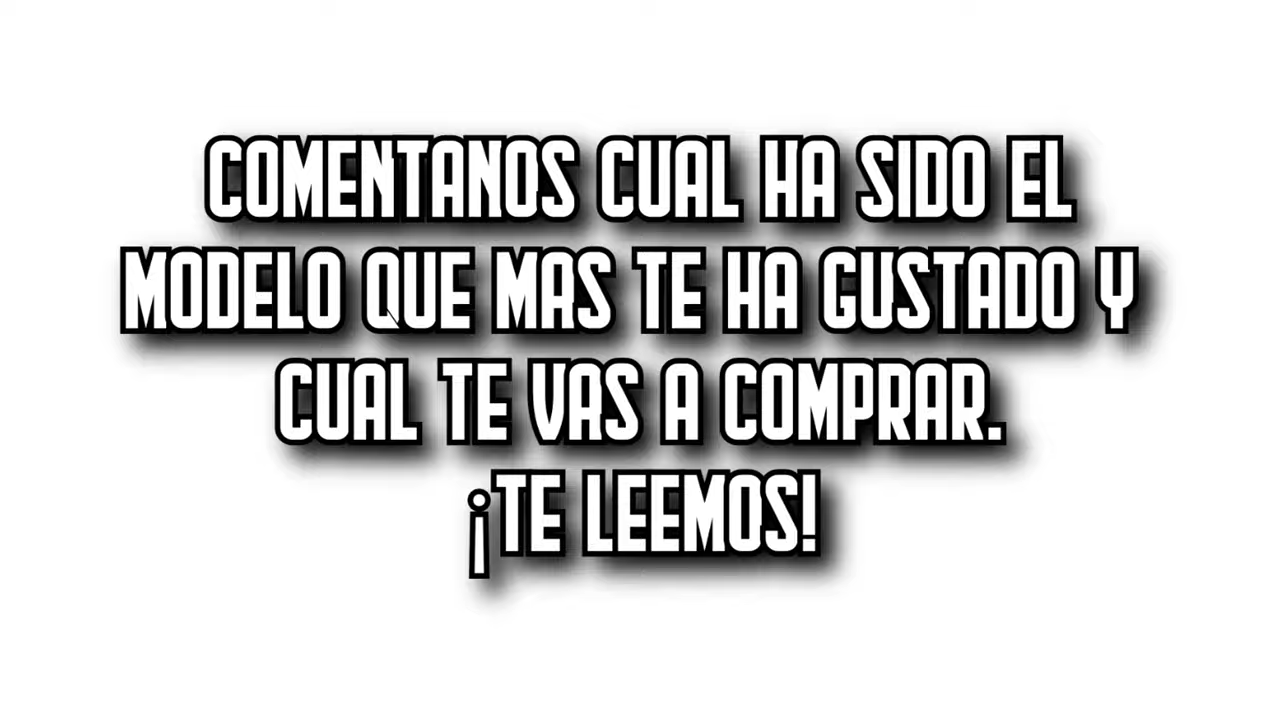 COMENTANOS CUAL HA SIDO EL
MODELO QUE MAS TE HA GUSTADO Y
CUAL TE VAS A COMPRAR.
¡TE LEEMOS!